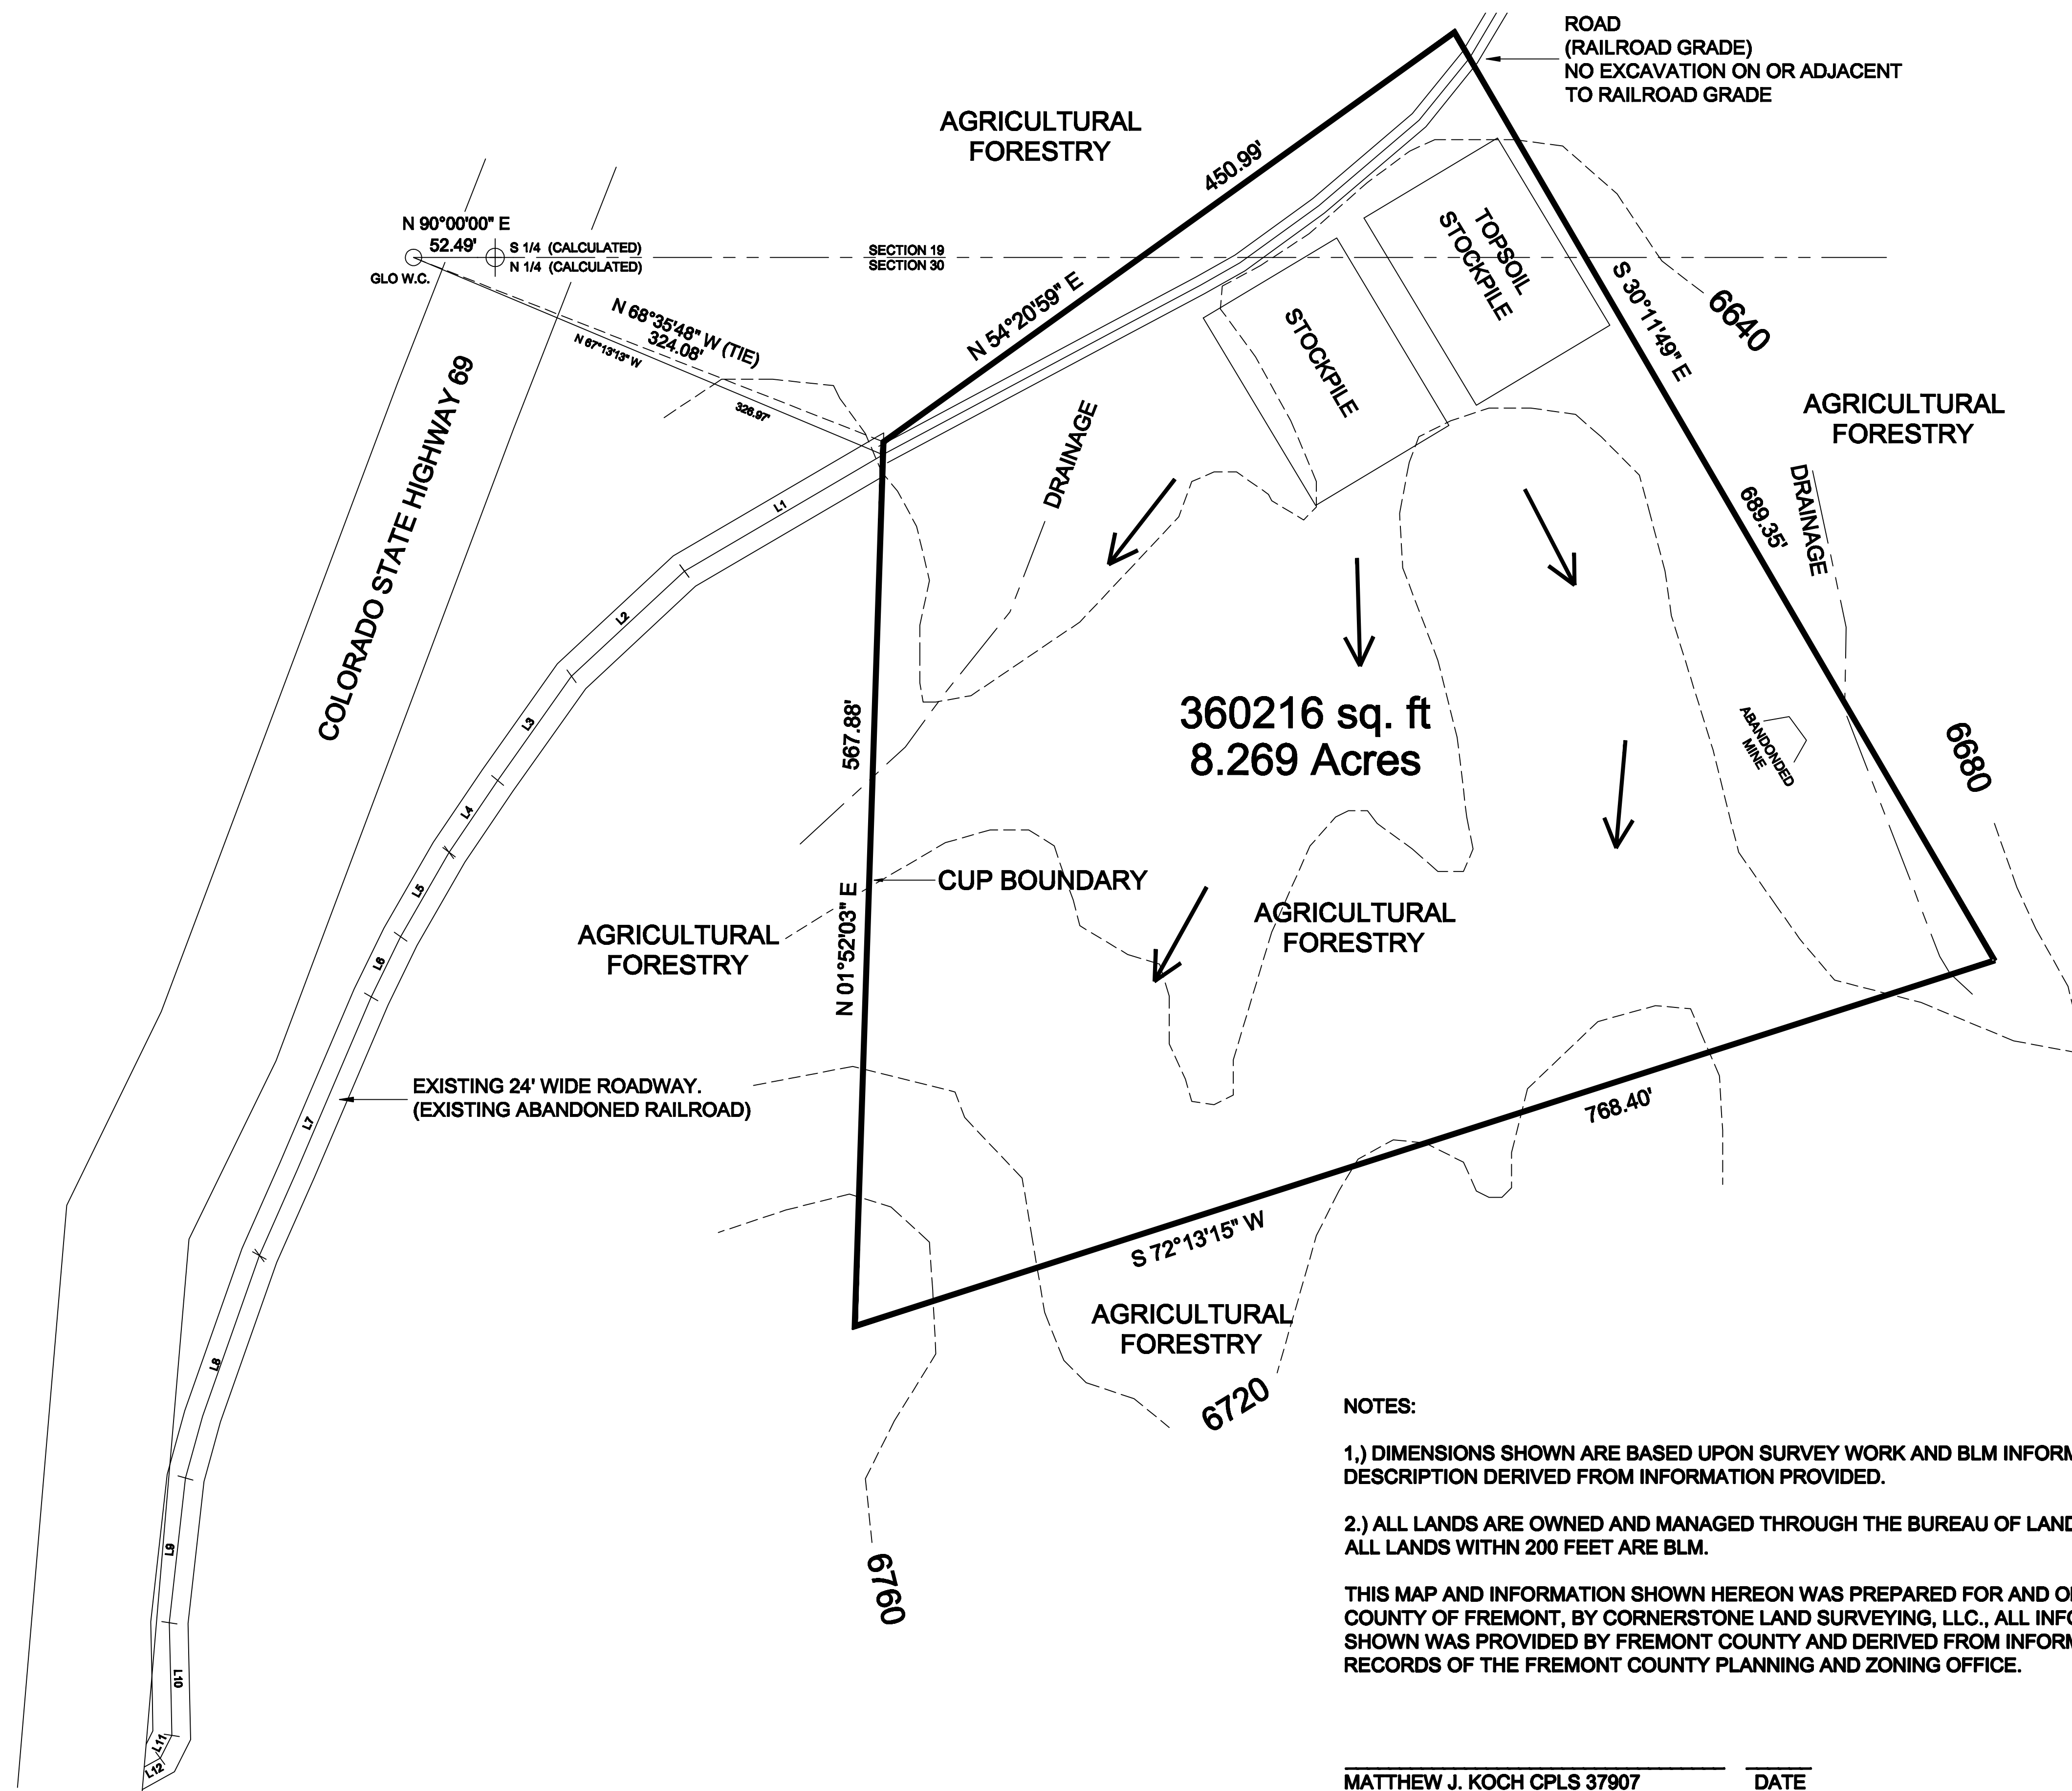 ROAD
(RAILROAD GRADE)
NO EXCAVATION ON OR ADJACENT
TO RAILROAD GRADE
AGRICULTURAL
FORESTRY
450.99'
N 90°00'00" E
52.49'
S 1/4 (CALCULATED)
N 1/4 (CALCULATED)
GLO W.C.
SECTION 19
SECTION 30
N 68°35'48" W (TIE)
324.08'
N 67°13'13" W
326.97'
N 54°20'59" E
TOPSOIL
STOCKPILE
STOCKPILE
S 30°11'49" E
6640
COLORADO STATE HIGHWAY 69
AGRICULTURAL
FORESTRY
DRAINAGE
689.35'
DRAINAGE
L1
L2
L3
L4
L5
L6
L7
L8
L9
L10
L11
L12
567.88'
360216 sq. ft
8.269 Acres
ABANDONDED
MINE
6680
CUP BOUNDARY
N 01°52'03" E
AGRICULTURAL
FORESTRY
AGRICULTURAL
FORESTRY
EXISTING 24' WIDE ROADWAY.
(EXISTING ABANDONED RAILROAD)
768.40'
S 72°13'15" W
AGRICULTURAL
FORESTRY
6720
6760
NOTES:
1,) DIMENSIONS SHOWN ARE BASED UPON SURVEY WORK AND BLM INFORM
DESCRIPTION DERIVED FROM INFORMATION PROVIDED.
2.) ALL LANDS ARE OWNED AND MANAGED THROUGH THE BUREAU OF LAND
ALL LANDS WITHN 200 FEET ARE BLM.
THIS MAP AND INFORMATION SHOWN HEREON WAS PREPARED FOR AND
COUNTY OF FREMONT, BY CORNERSTONE LAND SURVEYING, LLC., ALL INFO
SHOWN WAS PROVIDED BY FREMONT COUNTY AND DERIVED FROM INFORM
RECORDS OF THE FREMONT COUNTY PLANNING AND ZONING OFFICE.
MATTHEW J. KOCH CPLS 37907 DATE